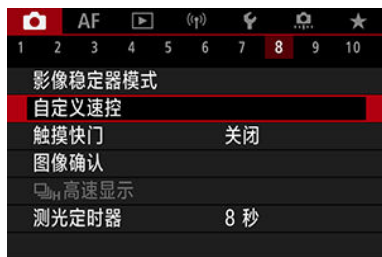 AF
1 2 3 4 5 6 7 8 9 10
影像稳定器模式
自定义速控
触摸快门 关闭
图像确认
H高速显示
测光定时器 8 秒